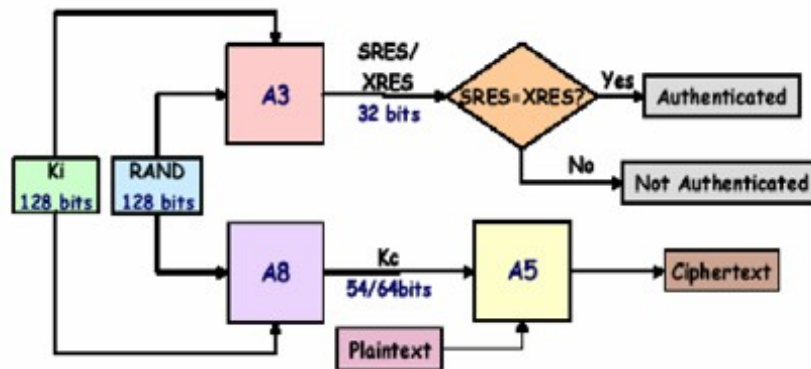 SRES/
XRES
32 bits
A3
SRES=XRES?
Yes
Authenticated
No
Not Authenticated
Ki
128 bits
RAND
128 bits
A8
Kc
54/64bits
A5
Ciphertext
Plaintext